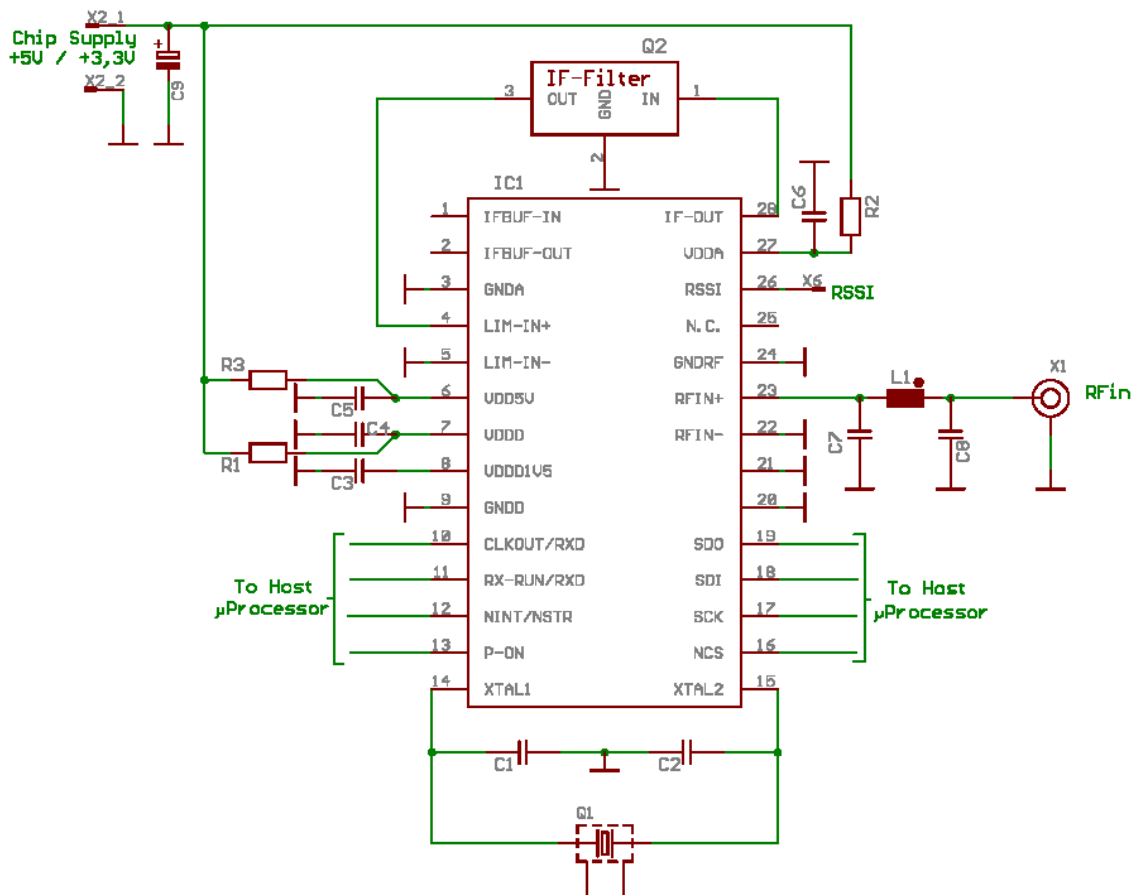 X2_1
Chip Supply
+5V / +3,3V
X2_2
+
C9
Q2
IF-Filter
3 OUT GND IN 1
2
IC1
1 IFBUF-IN IF-OUT 28
2 IFBUF-OUT VDDA 27
C6
R2
3 GNDA RSSI 26 X6 RSSI
4 LIM-IN+ N.C. 25
5 LIM-IN- GNDRF 24
R3
C5
6 VDD5V RFIN+ 23
L1
X1
RFin
C4
7 VDDD RFIN- 22
C7
C8
R1
C3
8 VDDD1V5 21
9 GNDD 20
10 CLKOUT/RXD SDO 19
11 RX-RUN/RXD SDI 18
To Host
µProcessor
To Host
µProcessor
12 NINT/NSTR SCK 17
13 P-ON NCS 16
14 XTAL1 XTAL2 15
C1
C2
Q1